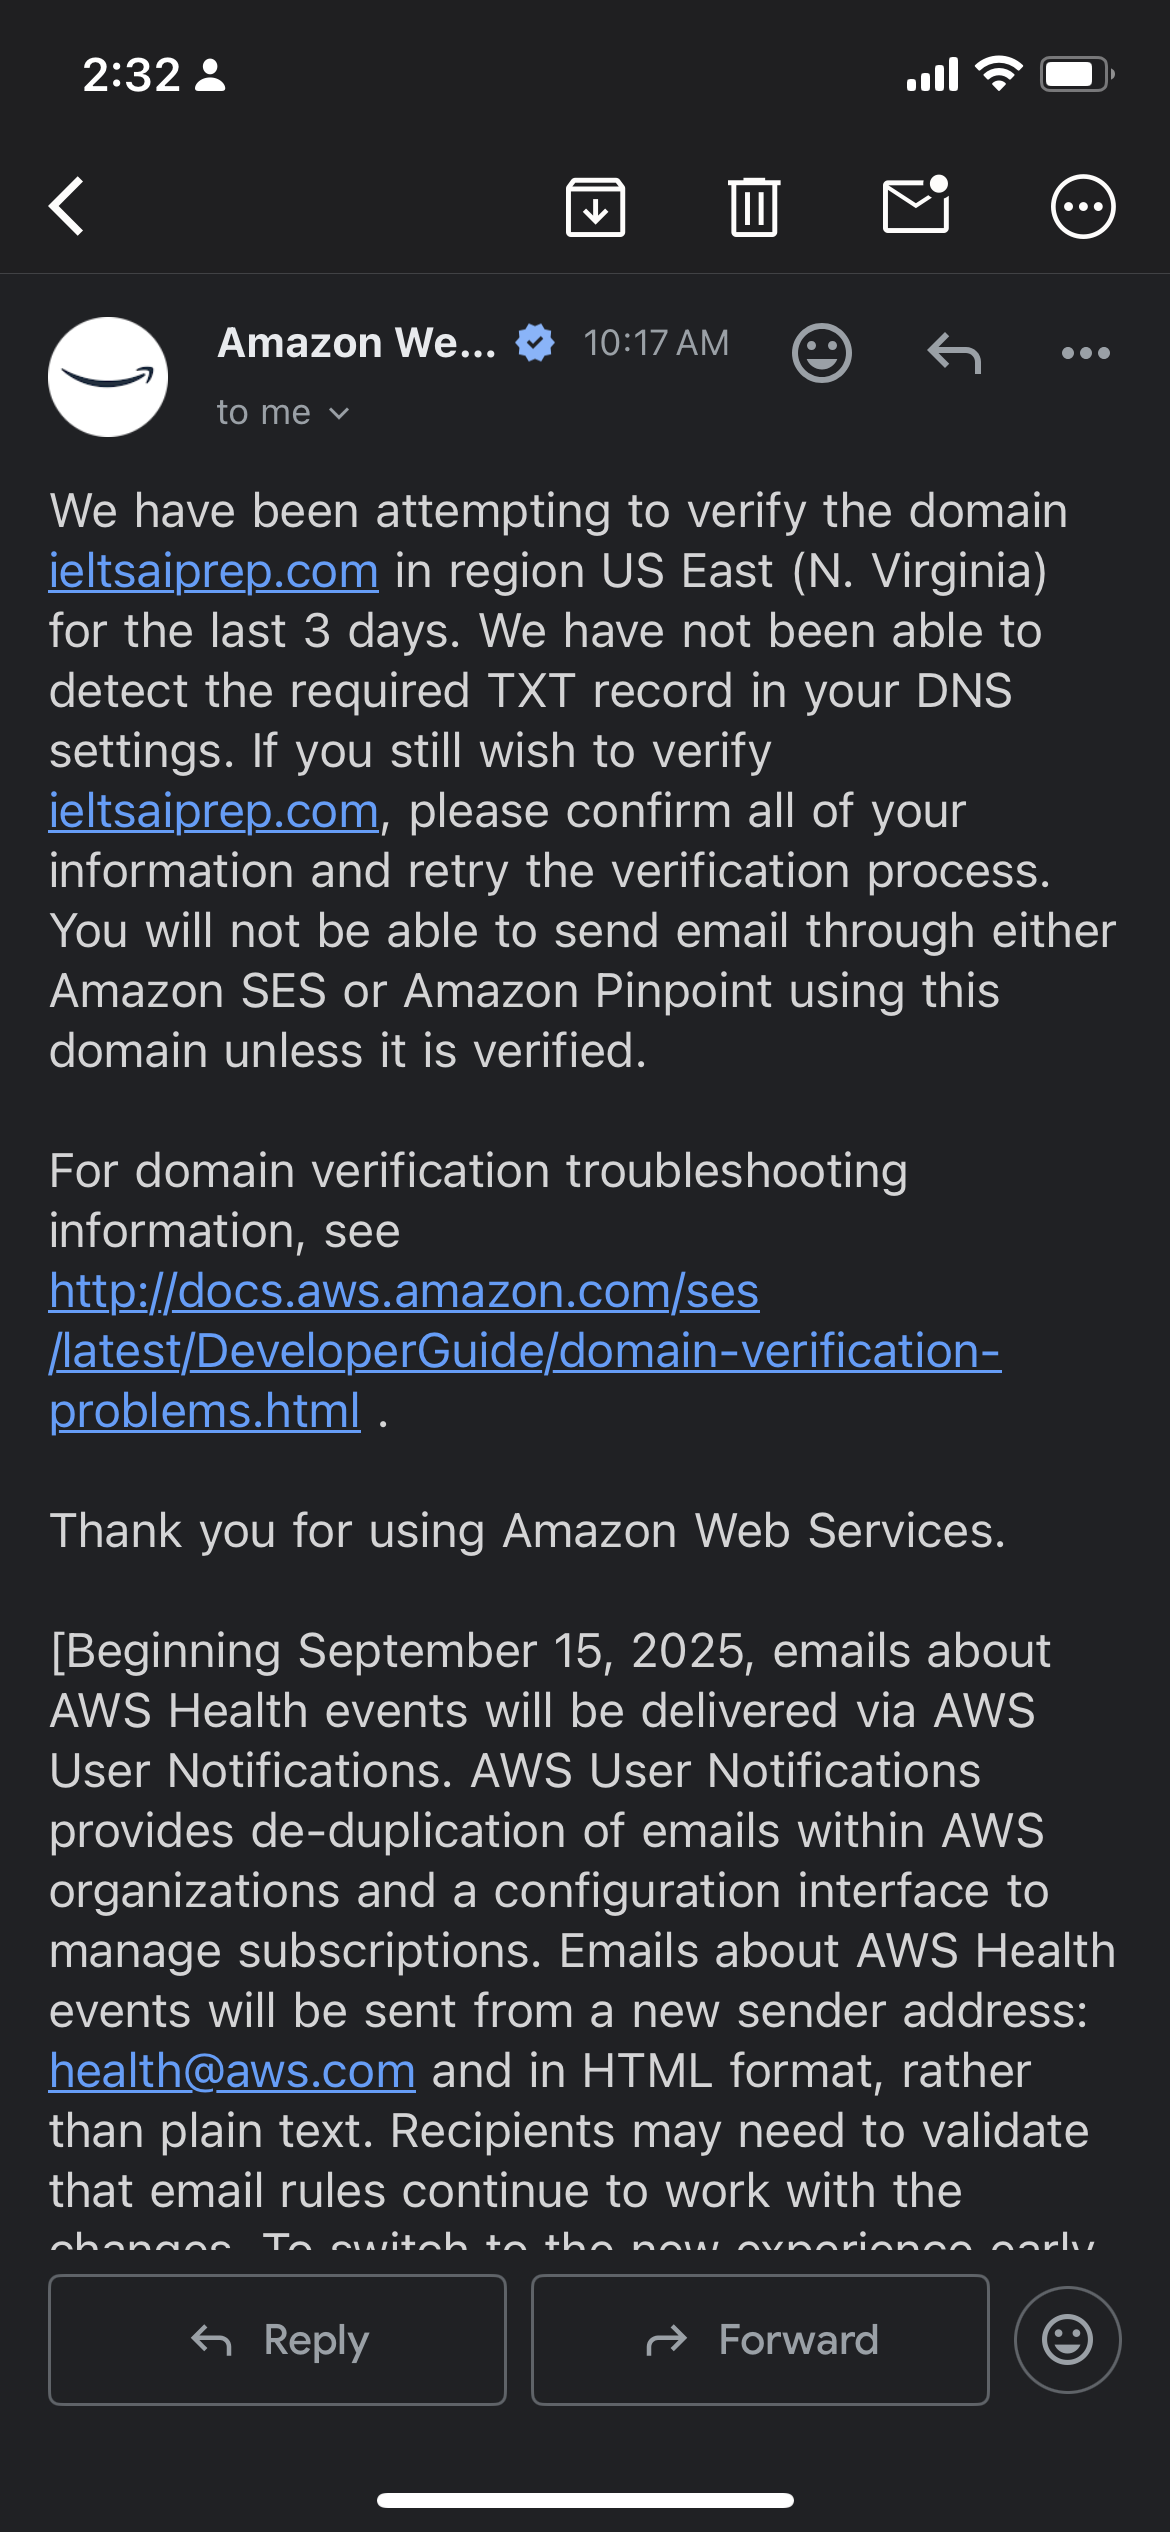 2:32
Amazon We... 10:17 AM
to me
We have been attempting to verify the domain
ieltsaiprep.com in region US East (N. Virginia)
for the last 3 days. We have not been able to
detect the required TXT record in your DNS
settings. If you still wish to verify
ieltsaiprep.com, please confirm all of your
information and retry the verification process.
You will not be able to send email through either
Amazon SES or Amazon Pinpoint using this
domain unless it is verified.
For domain verification troubleshooting
information, see
http://docs.aws.amazon.com/ses
/latest/DeveloperGuide/domain-verification-
problems.html .
Thank you for using Amazon Web Services.
[Beginning September 15, 2025, emails about
AWS Health events will be delivered via AWS
User Notifications. AWS User Notifications
provides de-duplication of emails within AWS
organizations and a configuration interface to
manage subscriptions. Emails about AWS Health
events will be sent from a new sender address:
health@aws.com and in HTML format, rather
than plain text. Recipients may need to validate
that email rules continue to work with the
changes. To switch to the new experience early
Reply
Forward